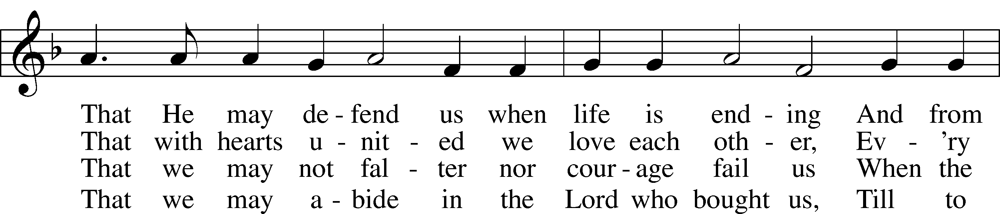 That He may de - fend us when life is end - ing And from
That with hearts u - nit - ed we love each oth - er, Ev - ’ry
That we may not fal - ter nor cour - age fail us When the
That we may a - bide in the Lord who bought us, Till to